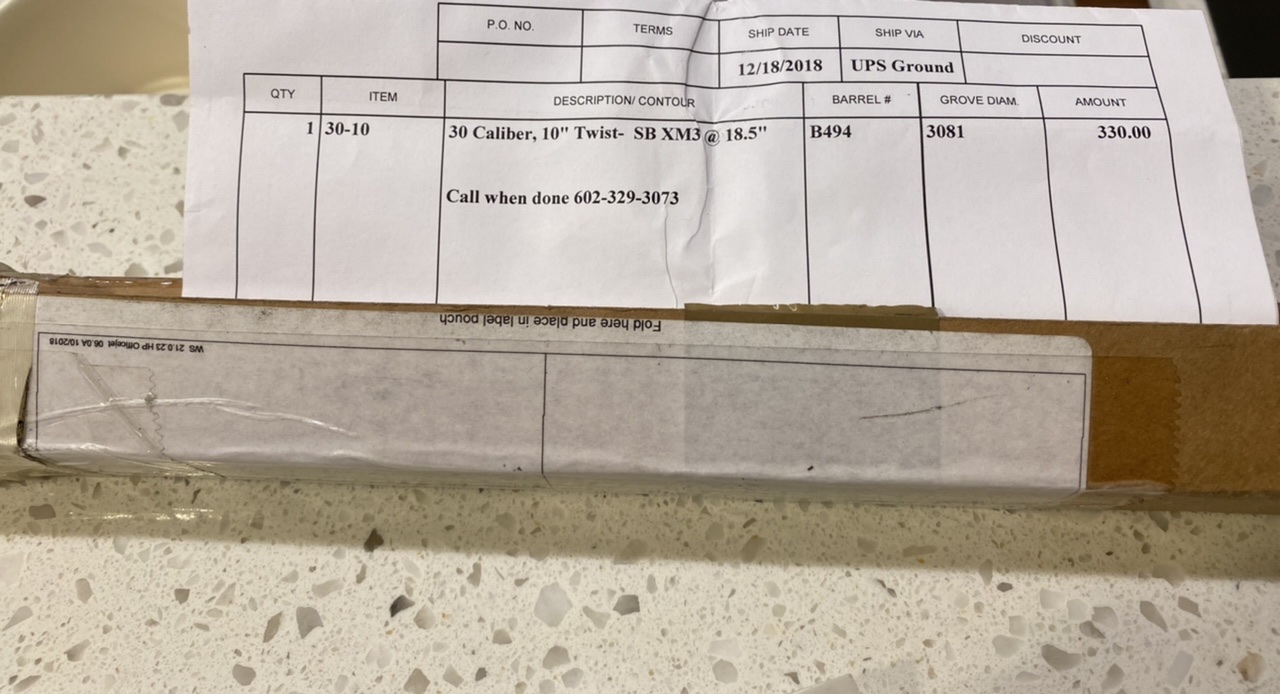 P.O. NO. TERMS SHIP DATE SHIP VIA DISCOUNT
12/18/2018 UPS Ground
QTY ITEM DESCRIPTION/ CONTOUR BARREL # GROVE DIAM. AMOUNT
1 30-10 30 Caliber, 10" Twist- SB XM3 @ 18.5" B494 3081 330.00
Call when done 602-329-3073
Fold here and place in label pouch
WS 21.0.23 HP Officejet 06.0A 10/2018